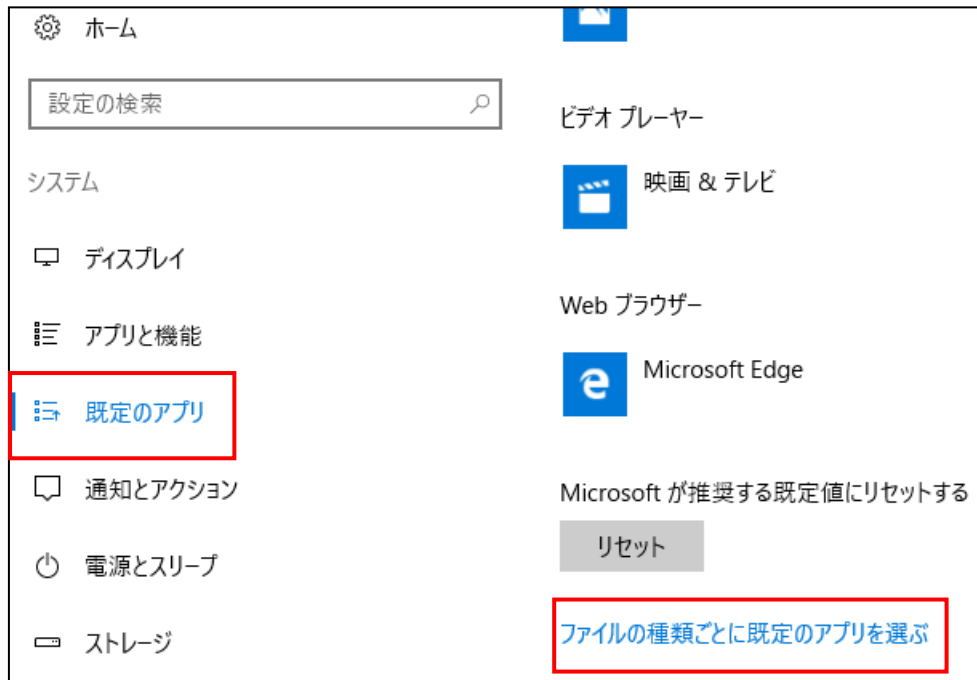 ホーム
設定の検索
システム
ディスプレイ
アプリと機能
既定のアプリ
通知とアクション
電源とスリープ
ストレージ
ビデオ プレーヤー
映画 & テレビ
Web ブラウザー
Microsoft Edge
Microsoft が推奨する既定値にリセットする
リセット
ファイルの種類ごとに既定のアプリを選ぶ